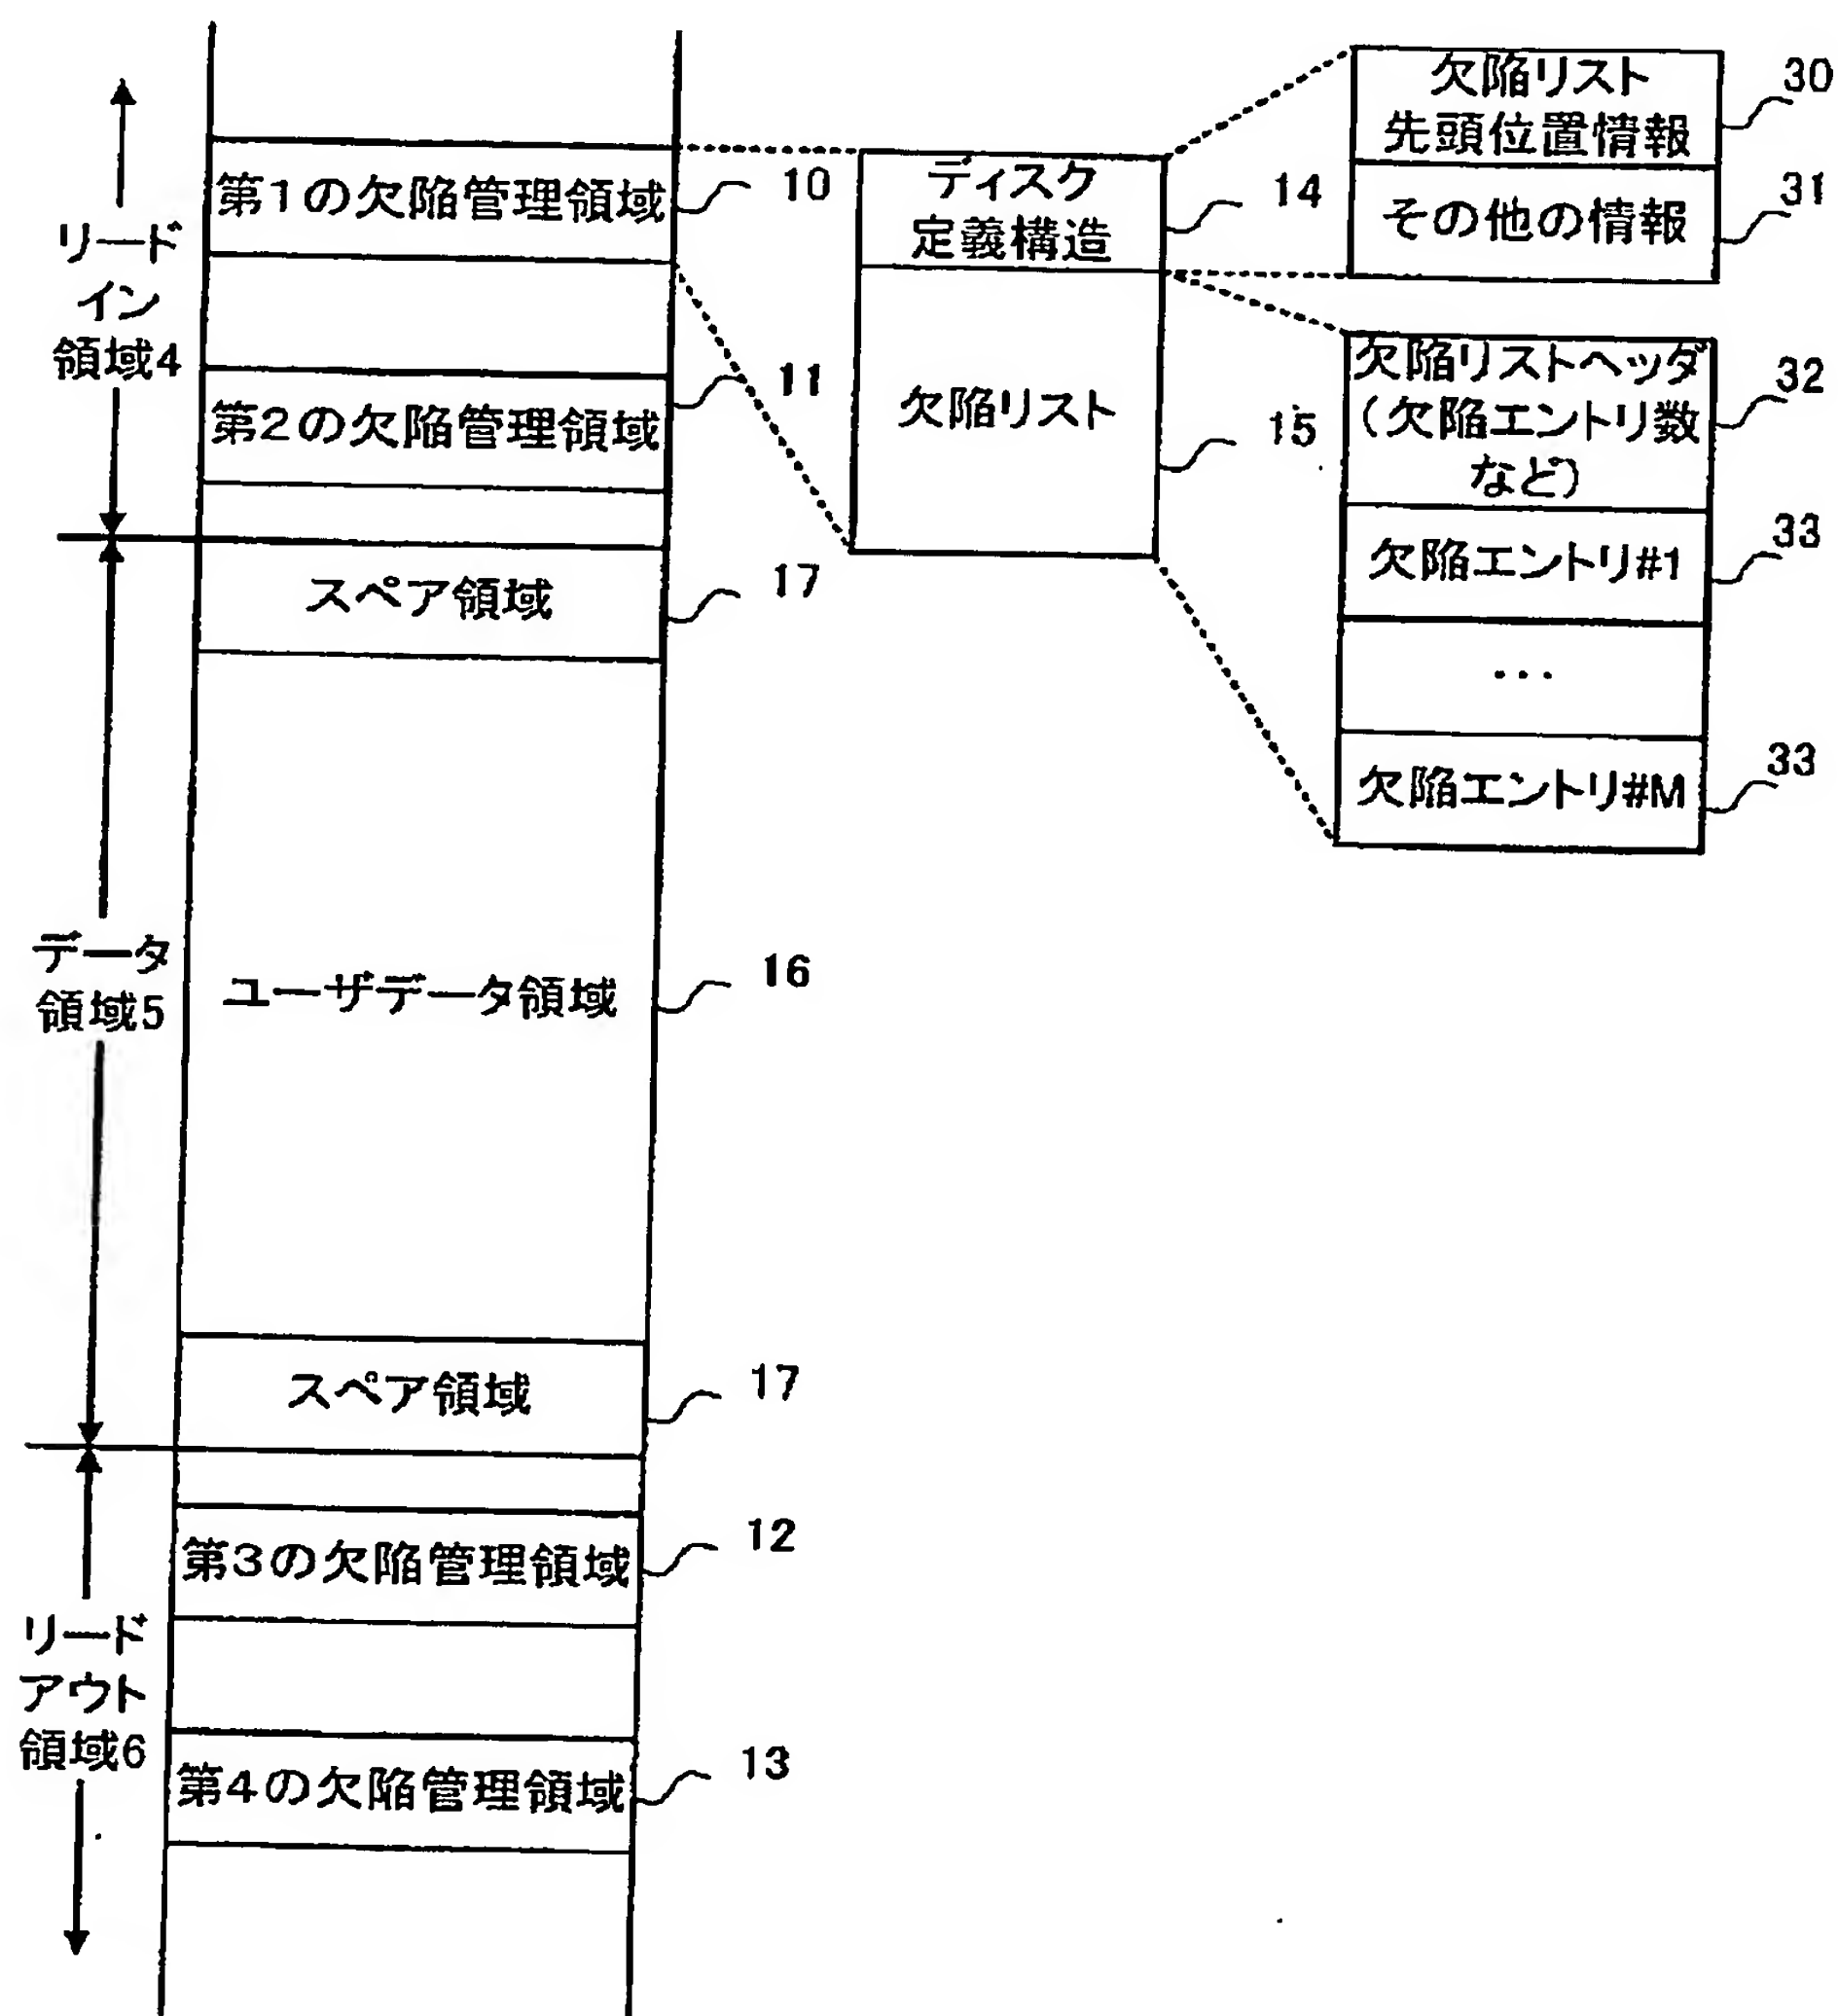 リード
イン
領域4
データ
領域5
リード
アウト
領域6
第1の欠陥管理領域
10
第2の欠陥管理領域
11
スペア領域
17
ユーザデータ領域
16
スペア領域
17
第3の欠陥管理領域
12
第4の欠陥管理領域
13
ディスク
定義構造
14
欠陥リスト
15
欠陥リスト
先頭位置情報
30
その他の情報
31
欠陥リストヘッダ
(欠陥エントリ数
など)
32
欠陥エントリ#1
33
...
欠陥エントリ#M
33